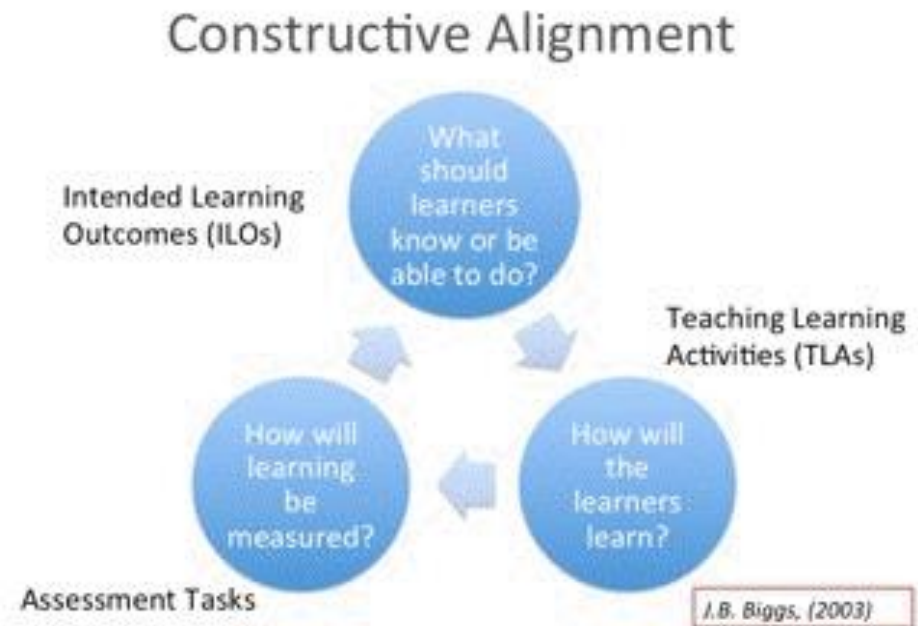 Constructive Alignment
What
should
learners
know or be
able to do?
Intended Learning
Outcomes (ILOs)
Teaching Learning
Activities (TLAs)
How will
the
learners
learn?
How will
learning
be
measured?
Assessment Tasks
J.B. Biggs, (2003)